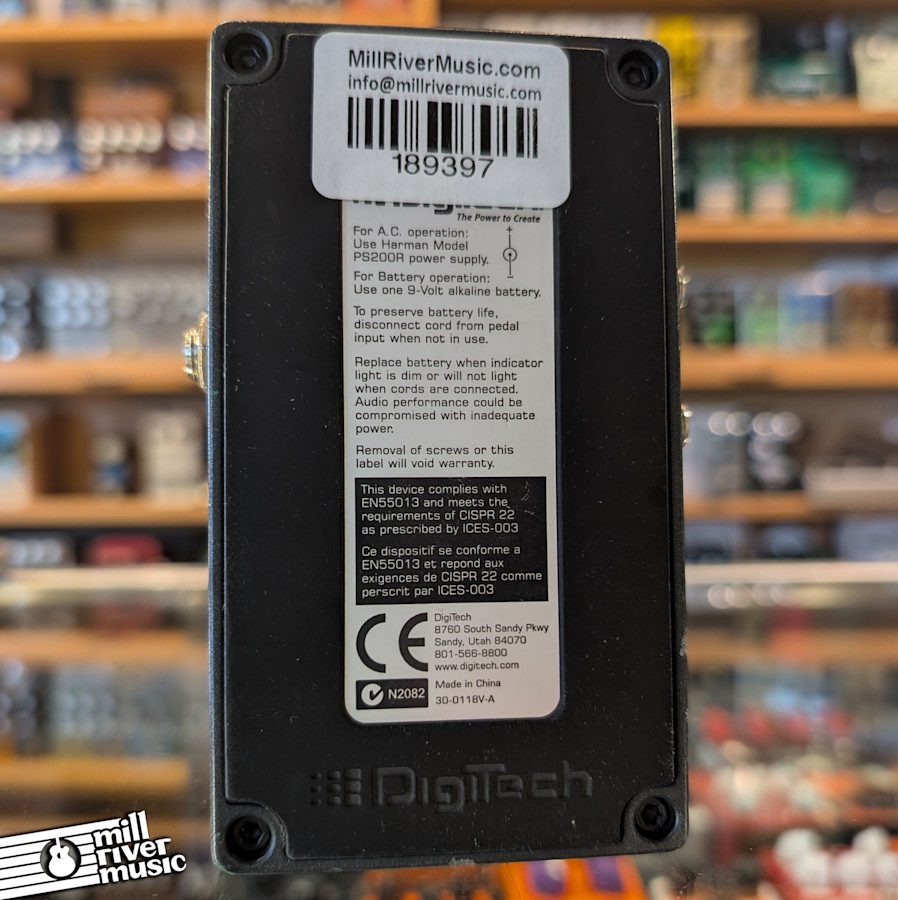 MillRiverMusic.com
info@millrivermusic.com
189397
DigiTech
The Power to Create
For A.C. operation:
Use Harman Model
PS200R power supply.
+
-
For Battery operation:
Use one 9-Volt alkaline battery.
To preserve battery life,
disconnect cord from pedal
input when not in use.
Replace battery when indicator
light is dim or will not light
when cords are connected.
Audio performance could be
compromised with inadequate
power.
Removal of screws or this
label will void warranty.
This device complies with
EN55013 and meets the
requirements of CISPR 22
as prescribed by ICES-003
Ce dispositif se conforme a
EN55013 et repond aux
exigences de CISPR 22 comme
perscrit par ICES-003
CE
DigiTech
8760 South Sandy Pkwy
Sandy, Utah 84070
801-566-8800
www.digitech.com
N2082
Made in China
30-0118V-A
DigiTech
mill
river
music